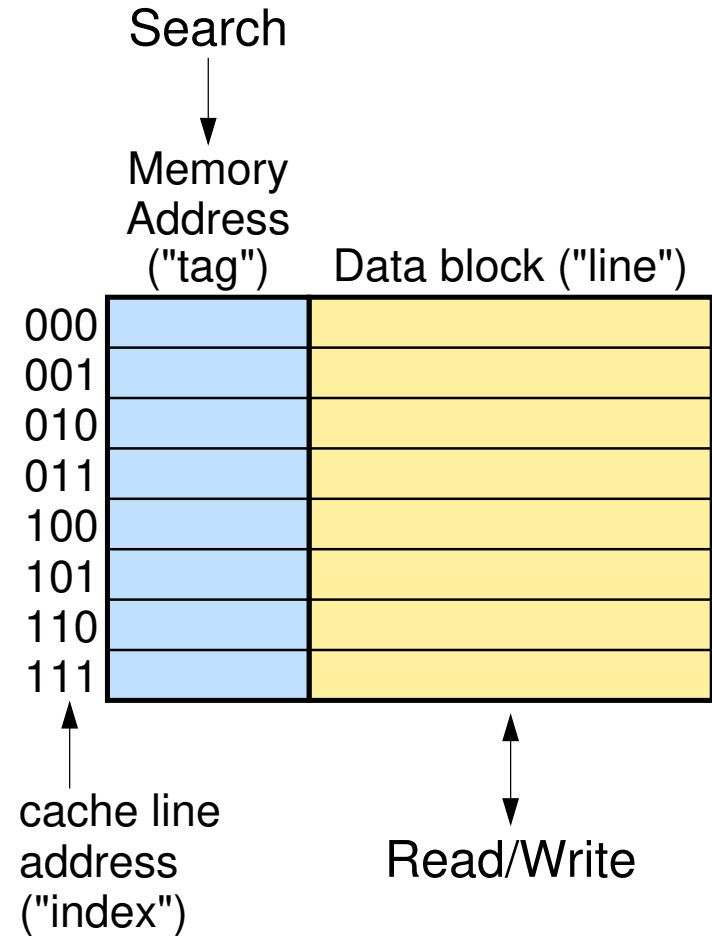 Search
Memory
Address
("tag")
Data block ("line")
000
001
010
011
100
101
110
111
cache line
address
("index")
Read/Write